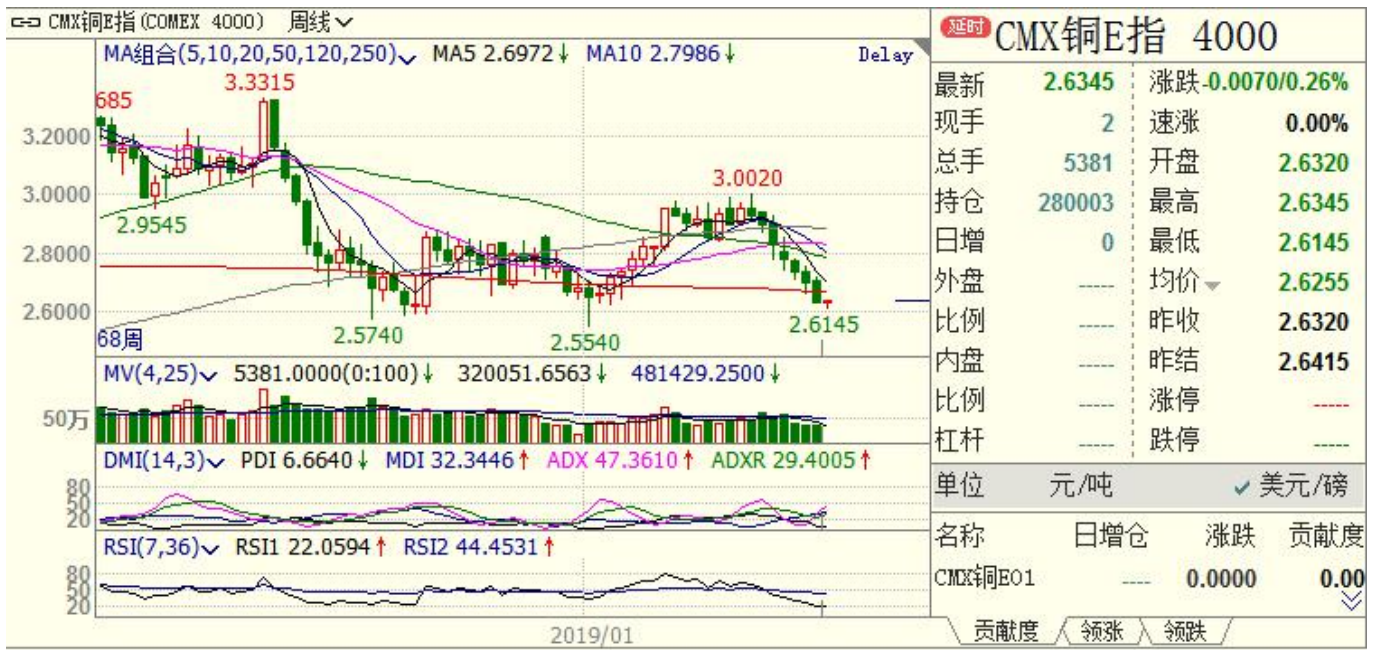 CMX铜E指(COMEX 4000) 周线
MA组合(5,10,20,50,120,250) MA5 2.6972↓ MA10 2.7986↓ Delay
685
3.3315
3.2000
3.0000
2.8000
2.6000
2.9545
3.0020
2.5740
2.5540
2.6145
68周
MV(4,25) 5381.0000(0:100)↓ 320051.6563↓ 481429.2500↓
50万
DMI(14,3) PDI 6.6640↓ MDI 32.3446↑ ADX 47.3610↑ ADXR 29.4005↑
80
50
20
RSI(7,36) RSI1 22.0594↑ RSI2 44.4531↑
80
50
20
2019/01
延时 CMX铜E指 4000
最新 2.6345 涨跌 -0.0070/0.26%
现手 2 速涨 0.00%
总手 5381 开盘 2.6320
持仓 280003 最高 2.6345
日增 0 最低 2.6145
外盘 ---- 均价 2.6255
比例 ---- 昨收 2.6320
内盘 ---- 昨结 2.6415
比例 ---- 涨停 ----
杠杆 ---- 跌停 ----
单位 元/吨 ✓ 美元/磅
名称 日增仓 涨跌 贡献度
CMX铜E01 ---- 0.0000 0.00
贡献度 领涨 领跌